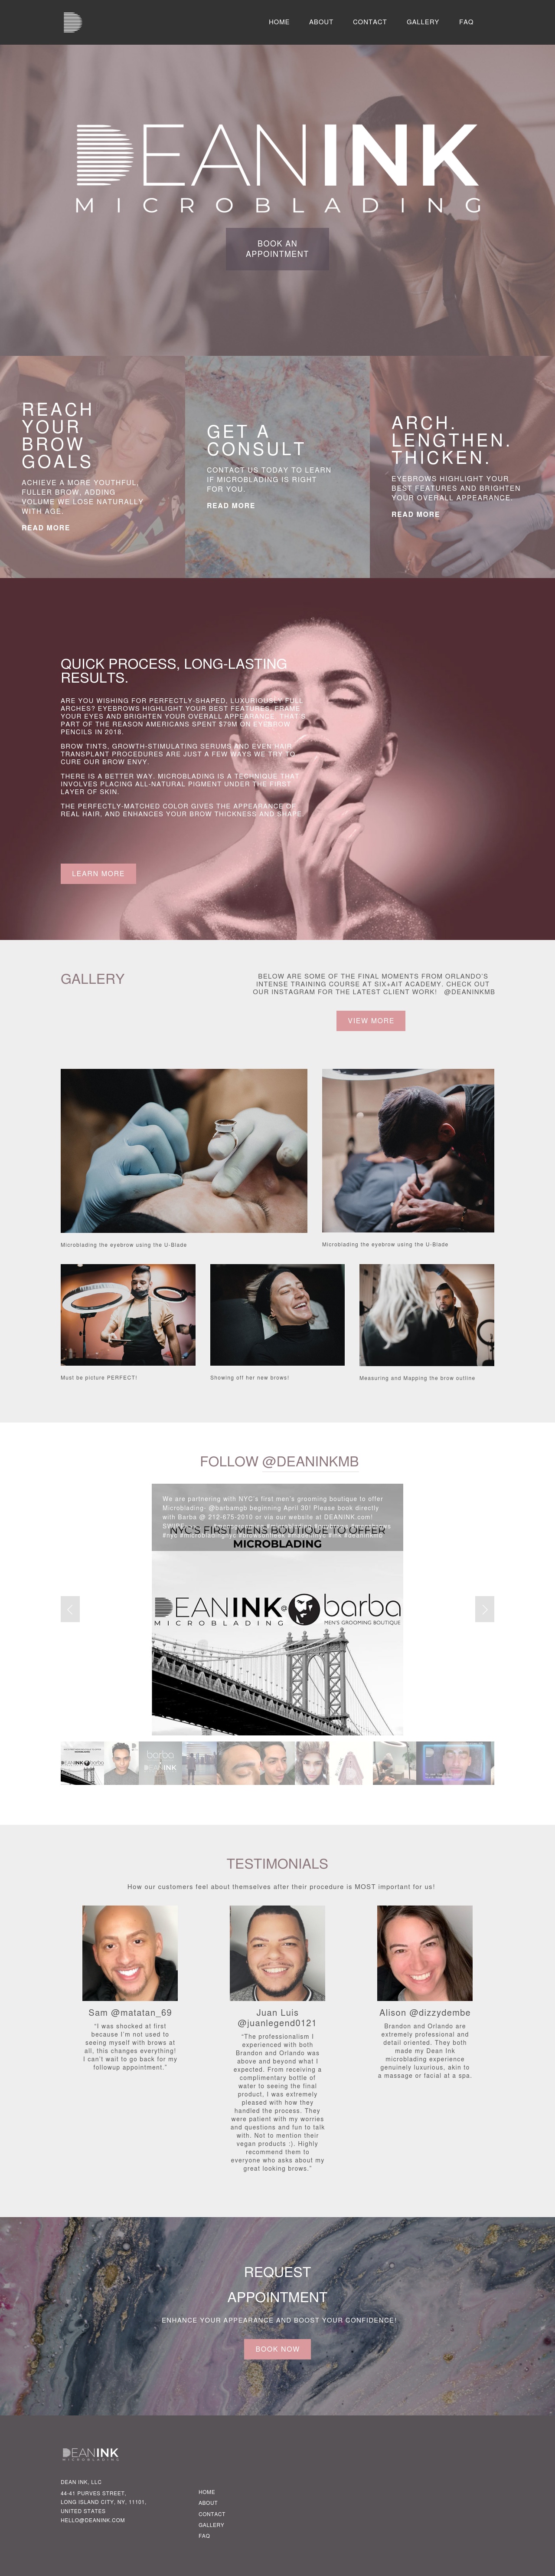 HOME ABOUT CONTACT GALLERY FAQ
DEANINK
MICROBLADING
BOOK AN
APPOINTMENT
REACH
YOUR
BROW
GOALS
ACHIEVE A MORE YOUTHFUL,
FULLER BROW, ADDING
VOLUME WE LOSE NATURALLY
WITH AGE.
READ MORE
GET A
CONSULT
CONTACT US TODAY TO LEARN
IF MICROBLADING IS RIGHT
FOR YOU.
READ MORE
ARCH.
LENGTHEN.
THICKEN.
EYEBROWS HIGHLIGHT YOUR
BEST FEATURES AND BRIGHTEN
YOUR OVERALL APPEARANCE.
READ MORE
QUICK PROCESS, LONG-LASTING
RESULTS.
ARE YOU WISHING FOR PERFECTLY-SHAPED, LUXURIOUSLY FULL
ARCHES? EYEBROWS HIGHLIGHT YOUR BEST FEATURES, FRAME
YOUR EYES AND BRIGHTEN YOUR OVERALL APPEARANCE. THAT'S
PART OF THE REASON AMERICANS SPENT $79M ON EYEBROW
PENCILS IN 2018.
BROW TINTS, GROWTH-STIMULATING SERUMS AND EVEN HAIR
TRANSPLANT PROCEDURES ARE JUST A FEW WAYS WE TRY TO
CURE OUR BROW ENVY.
THERE IS A BETTER WAY. MICROBLADING IS A TECHNIQUE THAT
INVOLVES PLACING ALL-NATURAL PIGMENT UNDER THE FIRST
LAYER OF SKIN.
THE PERFECTLY-MATCHED COLOR GIVES THE APPEARANCE OF
REAL HAIR, AND ENHANCES YOUR BROW THICKNESS AND SHAPE.
LEARN MORE
GALLERY
BELOW ARE SOME OF THE FINAL MOMENTS FROM ORLANDO'S
INTENSE TRAINING COURSE AT SIX+AIT ACADEMY. CHECK OUT
OUR INSTAGRAM FOR THE LATEST CLIENT WORK! @DEANINKMB
VIEW MORE
Microblading the eyebrow using the U-Blade
Microblading the eyebrow using the U-Blade
Must be picture PERFECT!
Showing off her new brows!
Measuring and Mapping the brow outline
FOLLOW @DEANINKMB
We are partnering with NYC's first men's grooming boutique to offer
Microblading- @barbamgb beginning April 30! Please book directly
with Barba @ 212-675-2010 or via our website at DEANINK.com!
NYC'S FIRST MENS BOUTIQUE TO OFFER
MICROBLADING
DEANINK @ barba
MICROBLADING MEN'S GROOMING BOUTIQUE
TESTIMONIALS
How our customers feel about themselves after their procedure is MOST important for us!
Sam @matatan_69
"I was shocked at first
because I'm not used to
seeing myself with brows at
all, this changes everything!
I can't wait to go back for my
followup appointment."
Juan Luis
@juanlegend0121
"The professionalism I
experienced with both
Brandon and Orlando was
above and beyond what I
expected. From receiving a
complimentary bottle of
water to seeing the final
product, I was extremely
pleased with how they
handled the process. They
were patient with my worries
and questions and fun to talk
with. Not to mention their
vegan products :). Highly
recommend them to
everyone who asks about my
great looking brows."
Alison @dizzydembe
Brandon and Orlando are
extremely professional and
detail oriented. They both
made my Dean Ink
microblading experience
genuinely luxurious, akin to
a massage or facial at a spa.
REQUEST
APPOINTMENT
ENHANCE YOUR APPEARANCE AND BOOST YOUR CONFIDENCE!
BOOK NOW
DEANINK
MICROBLADING
DEAN INK, LLC
44-41 PURVES STREET,
LONG ISLAND CITY, NY, 11101,
UNITED STATES
HELLO@DEANINK.COM
HOME
ABOUT
CONTACT
GALLERY
FAQ